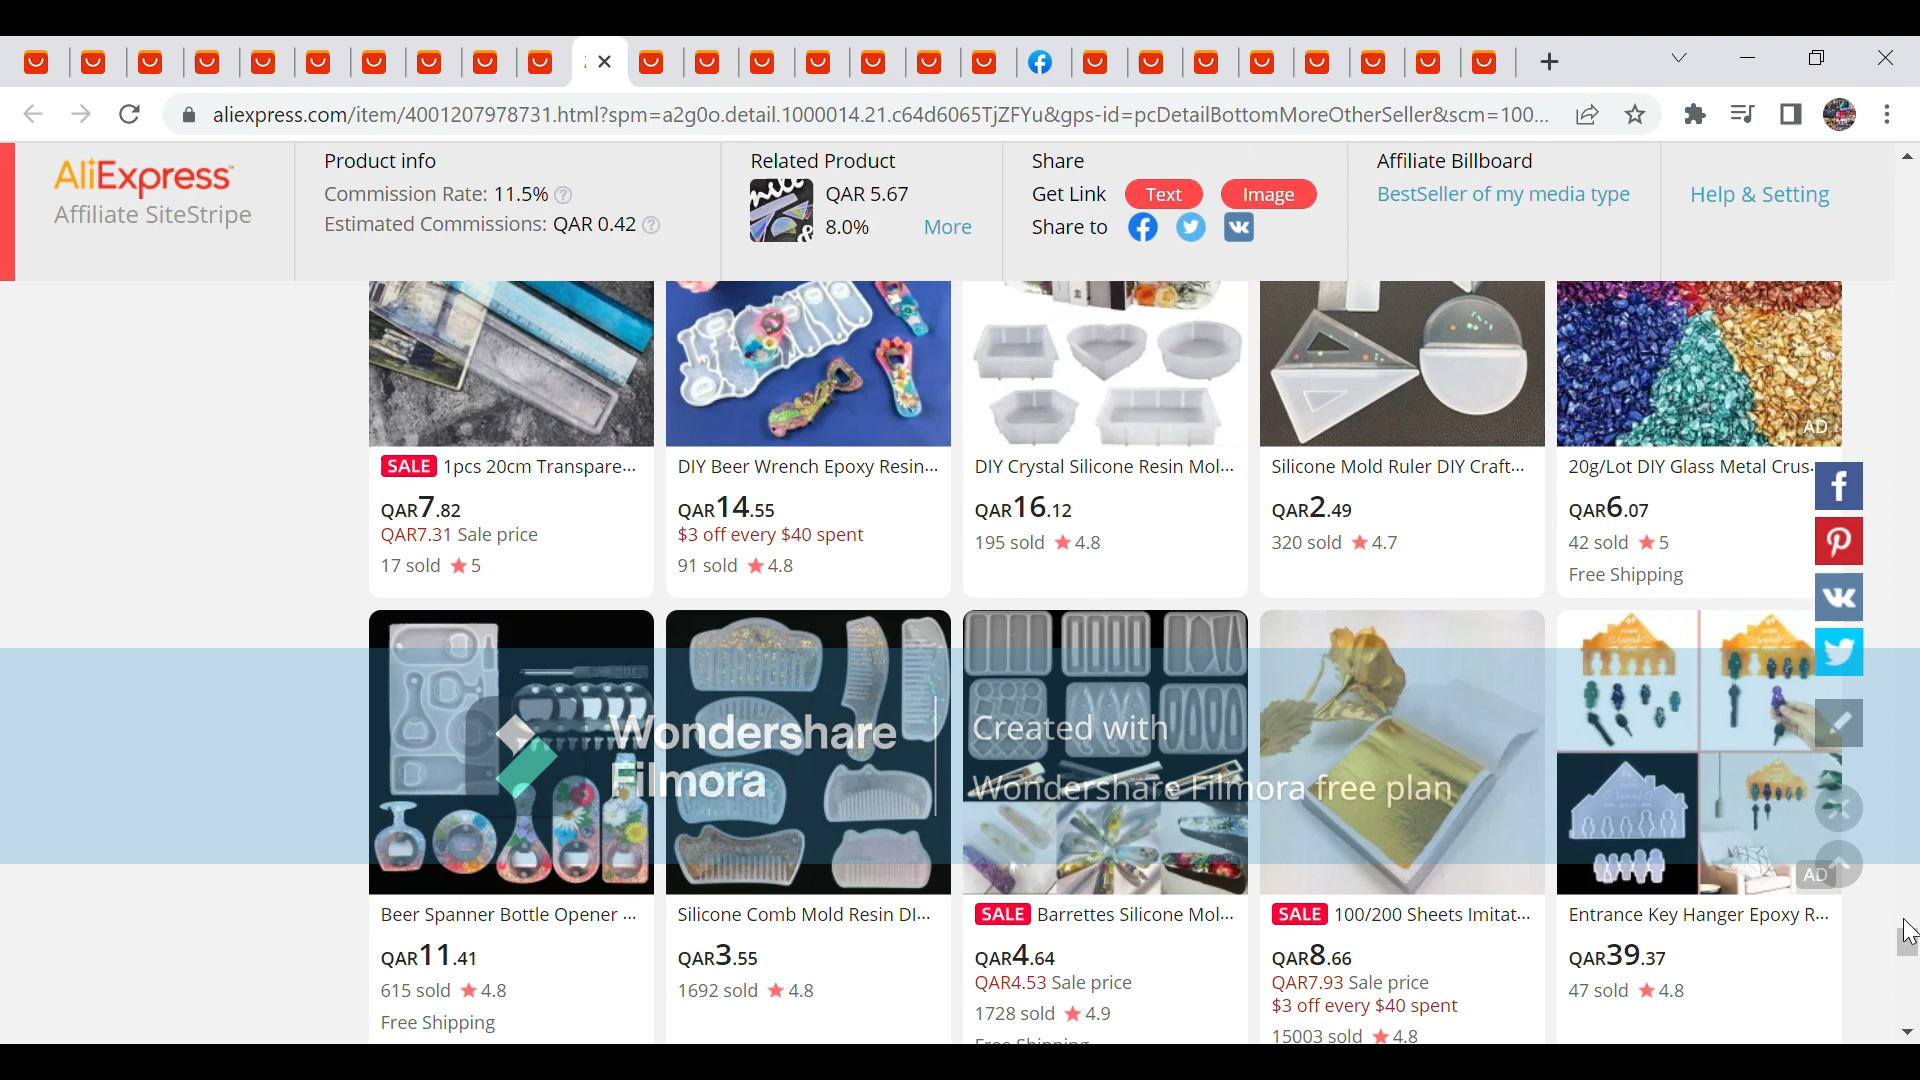 aliexpress.com/item/4001207978731.html?spm=a2g0o.detail.1000014.21.c64d6065TjZFYu&gps-id=pcDetailBottomMoreOtherSeller&scm=100...
AliExpress
Affiliate SiteStripe
Product info
Commission Rate: 11.5%
Estimated Commissions: QAR 0.42
Related Product
QAR 5.67
8.0%
More
Share
Get Link Text Image
Share to
Affiliate Billboard
BestSeller of my media type
Help & Setting
AD
SALE 1pcs 20cm Transpare...
QAR7.82
QAR7.31 Sale price
17 sold 5
DIY Beer Wrench Epoxy Resin...
QAR14.55
$3 off every $40 spent
91 sold 4.8
DIY Crystal Silicone Resin Mol...
QAR16.12
195 sold 4.8
Silicone Mold Ruler DIY Craft...
QAR2.49
320 sold 4.7
20g/Lot DIY Glass Metal Crus...
QAR6.07
42 sold 5
Free Shipping
Wondershare
Filmora
Created with
Wondershare Filmora free plan
AD
Beer Spanner Bottle Opener ...
QAR11.41
615 sold 4.8
Free Shipping
Silicone Comb Mold Resin DI...
QAR3.55
1692 sold 4.8
SALE Barrettes Silicone Mol...
QAR4.64
QAR4.53 Sale price
1728 sold 4.9
Free Shipping
SALE 100/200 Sheets Imitat...
QAR8.66
QAR7.93 Sale price
$3 off every $40 spent
15003 sold 4.8
Entrance Key Hanger Epoxy R...
QAR39.37
47 sold 4.8